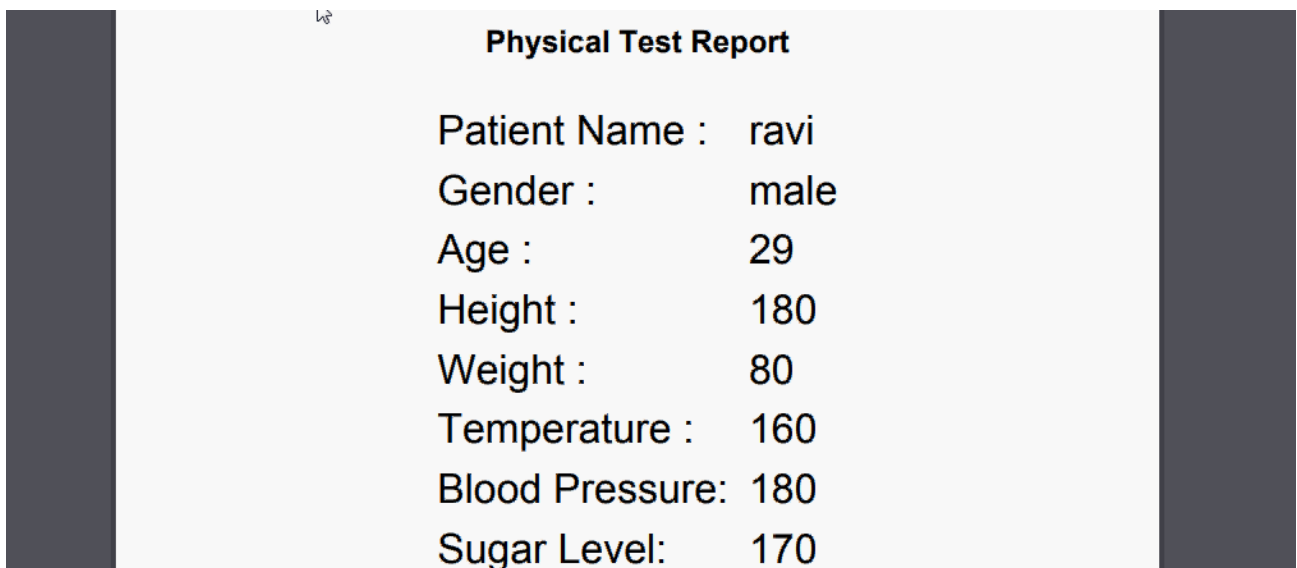 Physical Test Report
Patient Name : ravi
Gender : male
Age : 29
Height : 180
Weight : 80
Temperature : 160
Blood Pressure: 180
Sugar Level: 170